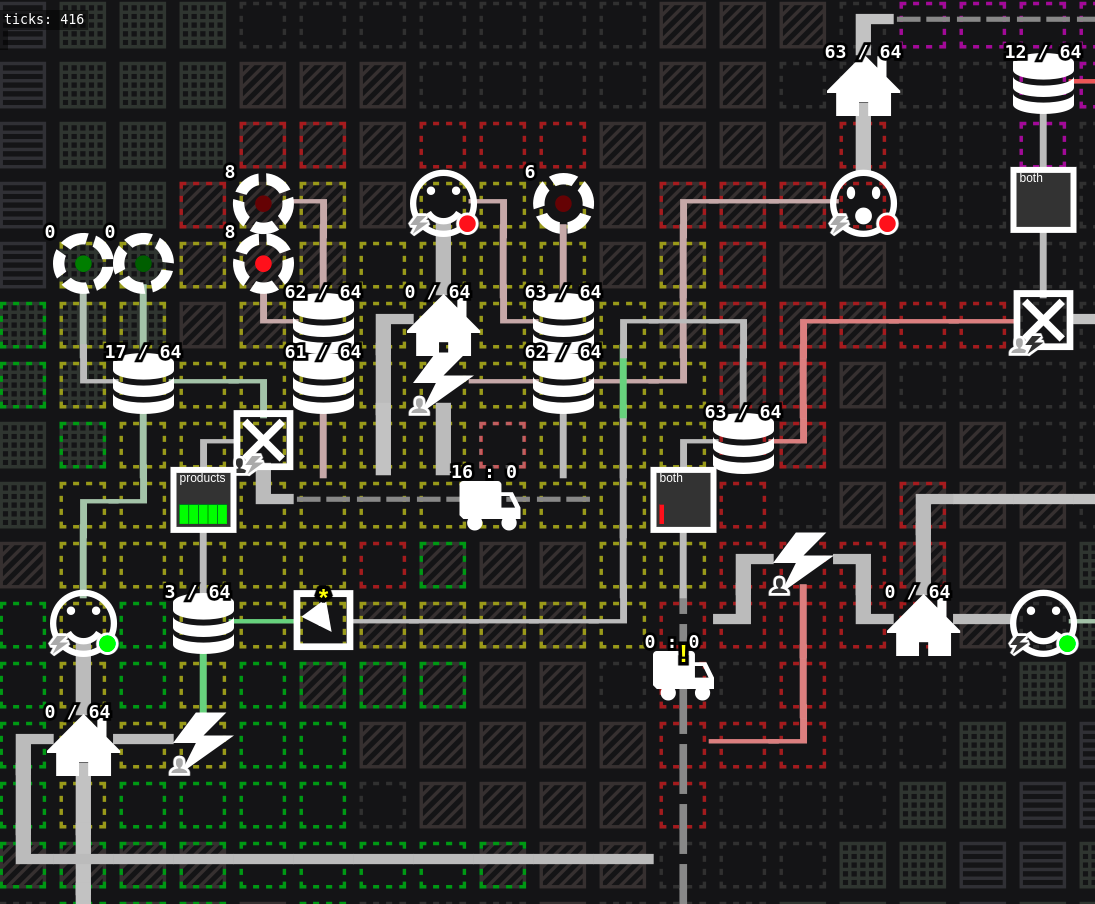 ticks: 416
63 / 64
12 / 64
both
8
6
0
0
8
62 / 64
0 / 64
63 / 64
17 / 64
61 / 64
62 / 64
63 / 64
products
16 : 0
both
3 / 64
*
0 / 64
0 : 0
!
0 / 64